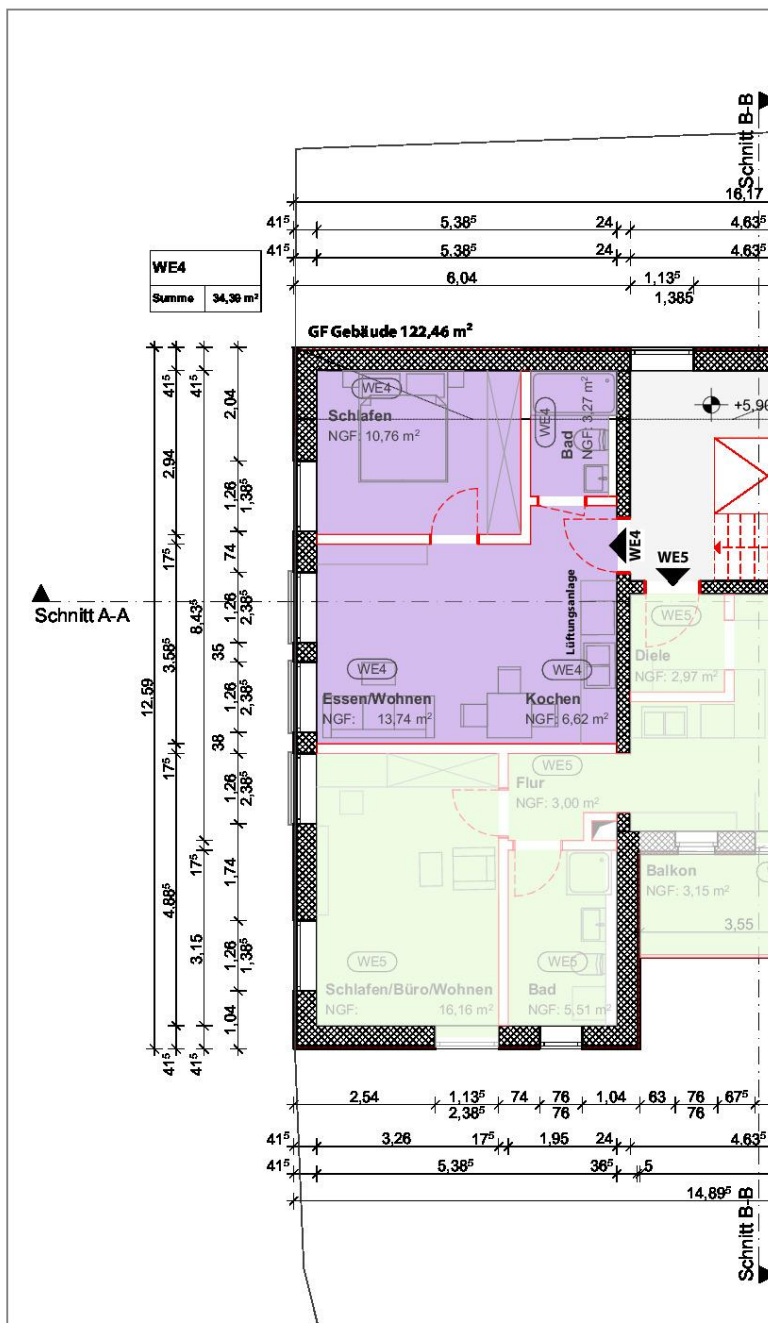 Schnitt B-B
16,17
41⁵ 5,38⁵ 24 4,63⁵
41⁵ 5.38⁵ 24 4.63⁵
6,04 1,13⁵
1,385
WE4
Summe 34,39 m²
GF Gebäude 122,46 m²
WE4
Schlafen
NGF: 10,76 m²
WE4
Bad
NGF: 3,27 m²
+5,96
41⁵
41⁵
2,04
2.94
1,26
1,38⁵
17⁵
74
WE4
WE5
Schnitt A-A
12.59
3.58⁵
8,43⁵
1,26
2,38⁵
35
1,26
2,38⁵
38
Lüftungsanlage
WE4
Essen/Wohnen
NGF: 13,74 m²
WE4
Kochen
NGF: 6,62 m²
WE5
Diele
NGF: 2,97 m²
17⁵
1,26
2,38⁵
WE5
Flur
NGF: 3,00 m²
17⁵
1,74
4.88⁵
3,15
1,26
1,38⁵
1,04
41⁵
41⁵
Balkon
NGF: 3,15 m²
3,55
WE5
Schlafen/Büro/Wohnen
NGF: 16,16 m²
WE5
Bad
NGF: 5,51 m²
2,54 1,13⁵ 74 76 1,04 63 76 67⁵
2,38⁵ 76 76
41⁵ 3,26 17⁵ 1,95 24 4.63⁵
41⁵ 5,38⁵ 36⁵ 5
14,89⁵
Schnitt B-B